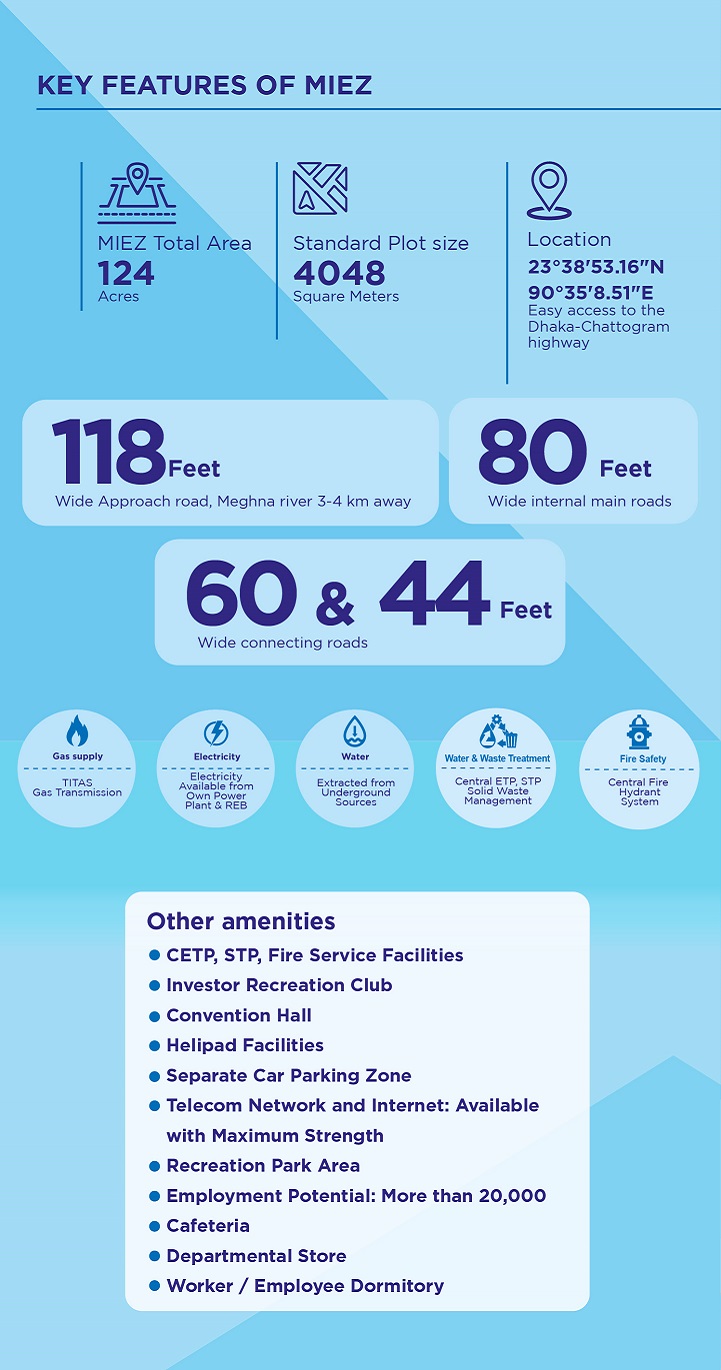 KEY FEATURES OF MIEZ
MIEZ Total Area
124
Acres
Standard Plot size
4048
Square Meters
Location
23°38'53.16"N
90°35'8.51"E
Easy access to the
Dhaka-Chattogram
highway
118 Feet
Wide Approach road, Meghna river 3-4 km away
80 Feet
Wide internal main roads
60 & 44 Feet
Wide connecting roads
Gas supply
TITAS
Gas Transmission
Electricity
Electricity
Available from
Own Power
Plant & REB
Water
Extracted from
Underground
Sources
Water & Waste Treatment
Central ETP, STP
Solid Waste
Management
Fire Safety
Central Fire
Hydrant
System
Other amenities
CETP, STP, Fire Service Facilities
Investor Recreation Club
Convention Hall
Helipad Facilities
Separate Car Parking Zone
Telecom Network and Internet: Available
with Maximum Strength
Recreation Park Area
Employment Potential: More than 20,000
Cafeteria
Departmental Store
Worker / Employee Dormitory